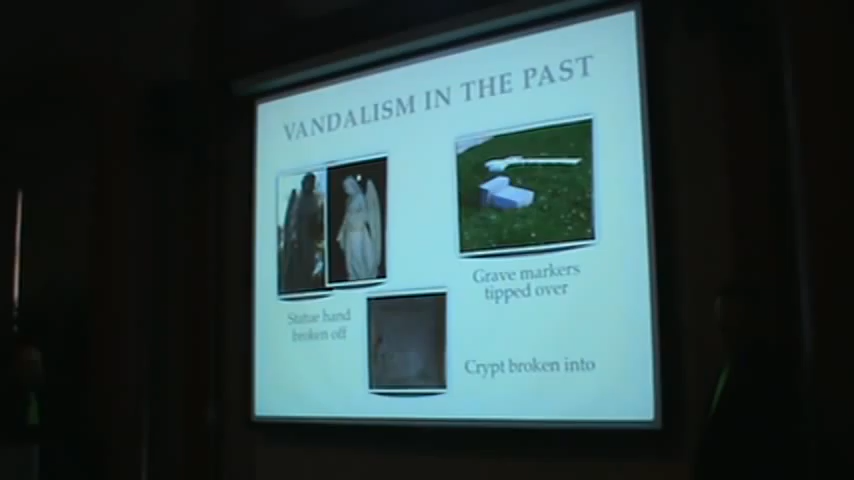 VANDALISM IN THE PAST
Grave markers
tipped over
Statue hand
broken off
Crypt broken into